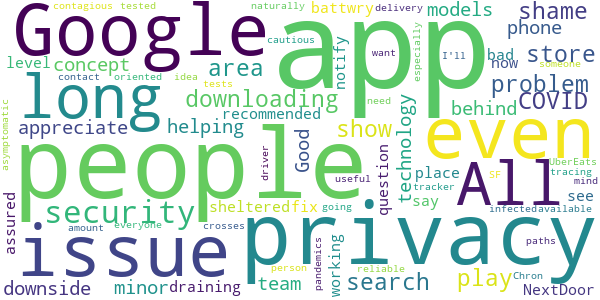 contagious tested
naturally
battwry
delivery
models
shame
Google
app
cautious
oriented idea
level
concept
contact
tests
area
notify
want
I'll
especially
bad
phone
now
store
someone
problem
long
downloading
recommended
need
behind
COVID
appreciate
helping
show
even
asymptomatic
people
Good
driver
useful
question
technology
place
tracker
say
All
UberEats
tracing
SF
mind
see
security
shelteredfix
going
infected available
assured
issue
amount everyone
crosses
privacy
pandemics
working
person
reliable
paths
downside
minor
draining
team
search
play
Chron
NextDoor